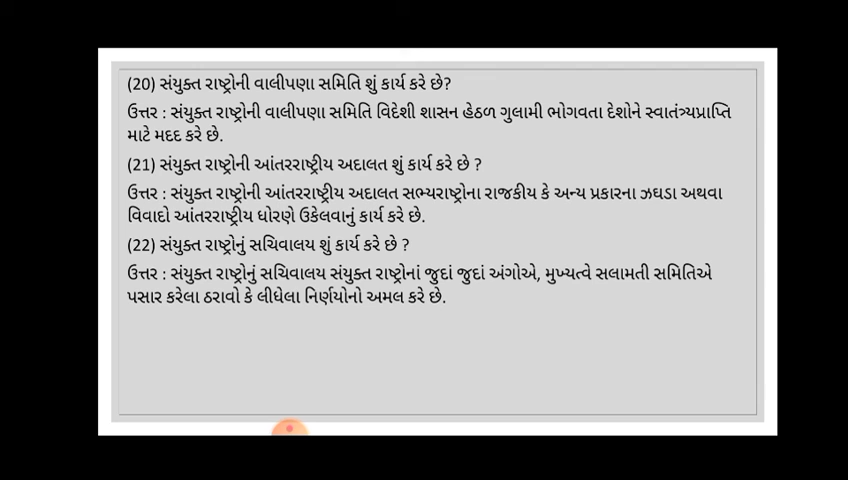 (20) સંયુક્ત રાષ્ટ્રોની વાલીપણા સમિતિ શું કાર્ય કરે છે?
ઉત્તર : સંયુક્ત રાષ્ટ્રોની વાલીપણા સમિતિ વિદેશી શાસન હેઠળ ગુલામી ભોગવતા દેશોને સ્વાતંત્ર્યપ્રાપ્તિ
માટે મદદ કરે છે.
(21) સંયુક્ત રાષ્ટ્રોની આંતરરાષ્ટ્રીય અદાલત શું કાર્ય કરે છે ?
ઉત્તર : સંયુક્ત રાષ્ટ્રોની આંતરરાષ્ટ્રીય અદાલત સભ્યરાષ્ટ્રોના રાજકીય કે અન્ય પ્રકારના ઝઘડા અથવા
વિવાદો આંતરરાષ્ટ્રીય ધોરણે ઉકેલવાનું કાર્ય કરે છે.
(22) સંયુક્ત રાષ્ટ્રોનું સચિવાલય શું કાર્ય કરે છે ?
ઉત્તર : સંયુક્ત રાષ્ટ્રોનું સચિવાલય સંયુક્ત રાષ્ટ્રોનાં જુદાં જુદાં અંગોએ, મુખ્યત્વે સલામતી સમિતિએ
પસાર કરેલા ઠરાવો કે લીધેલા નિર્ણયોનો અમલ કરે છે.